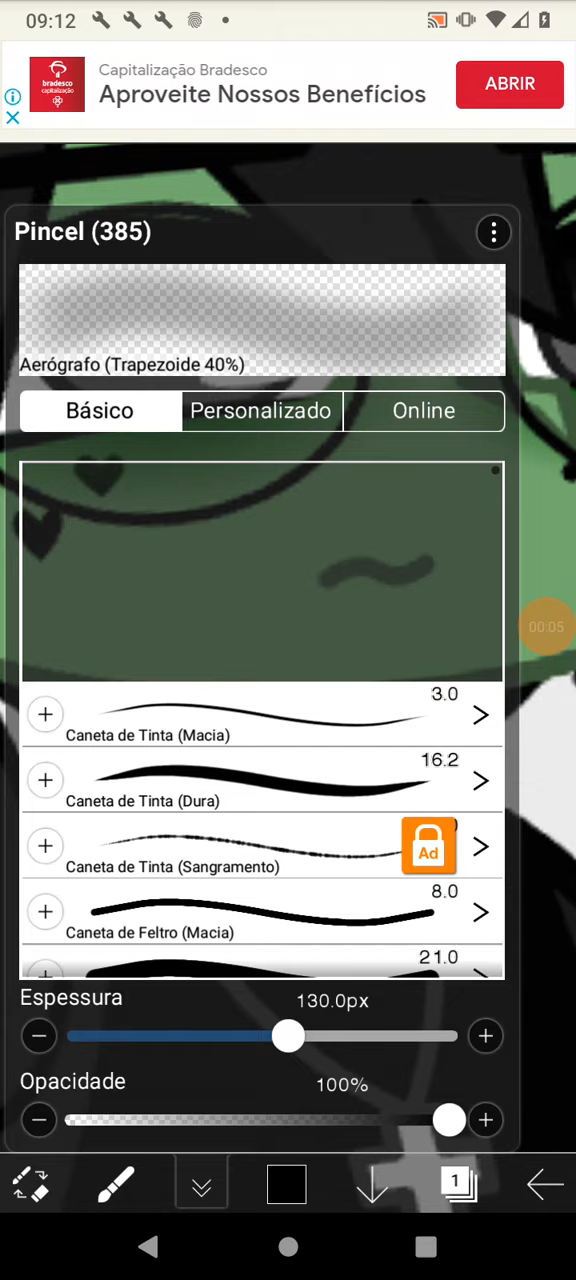 09:12
Capitalização Bradesco
Aproveite Nossos Benefícios
ABRIR
bradesco
capitalização
Pincel (385)
Aerógrafo (Trapezoide 40%)
Básico Personalizado Online
00:05
3.0
Caneta de Tinta (Macia)
16.2
Caneta de Tinta (Dura)
Ad
Caneta de Tinta (Sangramento)
8.0
Caneta de Feltro (Macia)
21.0
Espessura 130.0px
Opacidade 100%
1